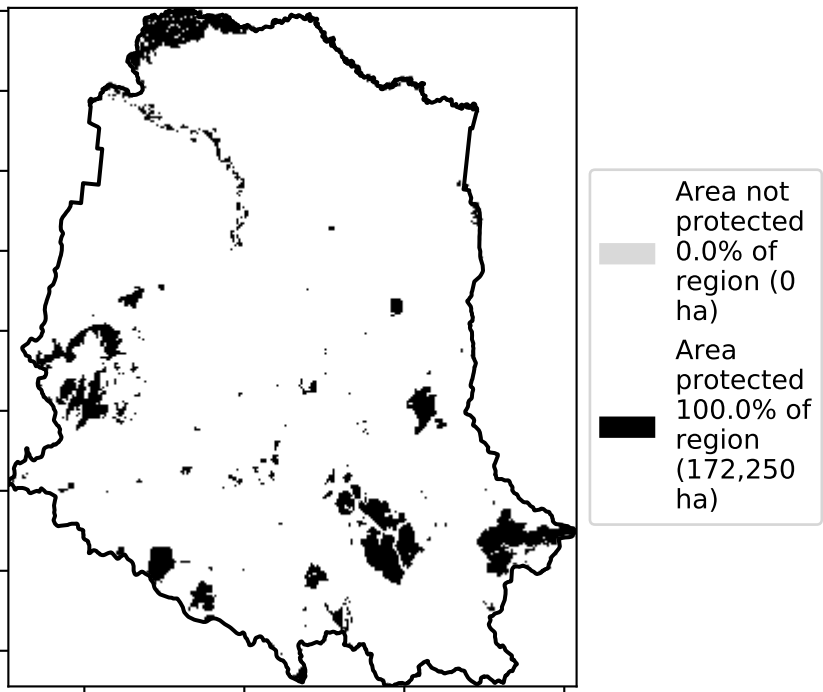 Area not
protected
0.0% of
region (0
ha)
Area
protected
100.0% of
region
(172,250
ha)